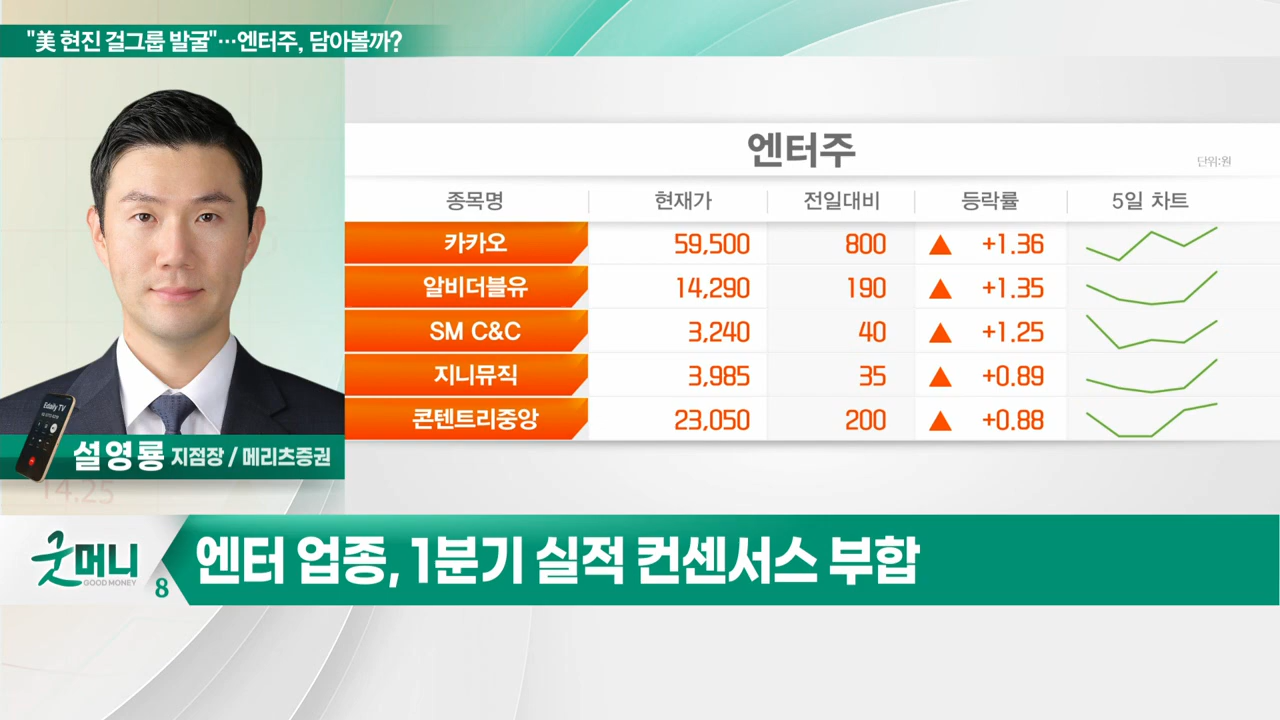 "美 현진 걸그룹 발굴"…엔터주, 담아볼까?
엔터주
단위:원
종목명 현재가 전일대비 등락률 5일 차트
카카오 59,500 800 ▲ +1.36
알비더블유 14,290 190 ▲ +1.35
SM C&C 3,240 40 ▲ +1.25
지니뮤직 3,985 35 ▲ +0.89
콘텐트리중앙 23,050 200 ▲ +0.88
Edaily TV
설영룡 지점장 / 메리츠증권
14.25
굿머니
GOOD MONEY
8
엔터 업종, 1분기 실적 컨센서스 부합